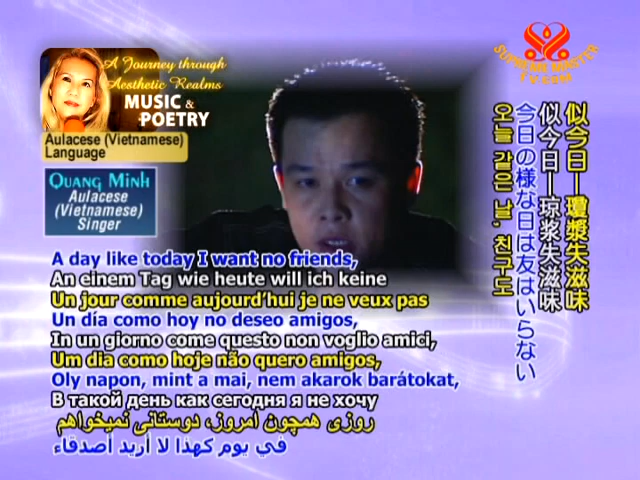 A Journey through
Aesthetic Realms
MUSIC &
POETRY
SUPREME MASTER
TV.COM
Aulacese (Vietnamese)
Language
QUANG MINH
Aulacese
(Vietnamese)
Singer
似今日—瓊漿失滋味
似今日—琼浆失滋味
今日の様な日は友はいらない
오늘 같은 날, 친구도
A day like today I want no friends,
An einem Tag wie heute will ich keine
Un jour comme aujourd'hui je ne veux pas
Un día como hoy no deseo amigos,
In un giorno come questo non voglio amici,
Um dia como hoje não quero amigos,
Oly napon, mint a mai, nem akarok barátokat,
В такой день как сегодня я не хочу
روزی همچون امروز، دوستانی نمیخواهم
في يوم كهذا لا أريد أصدقاء